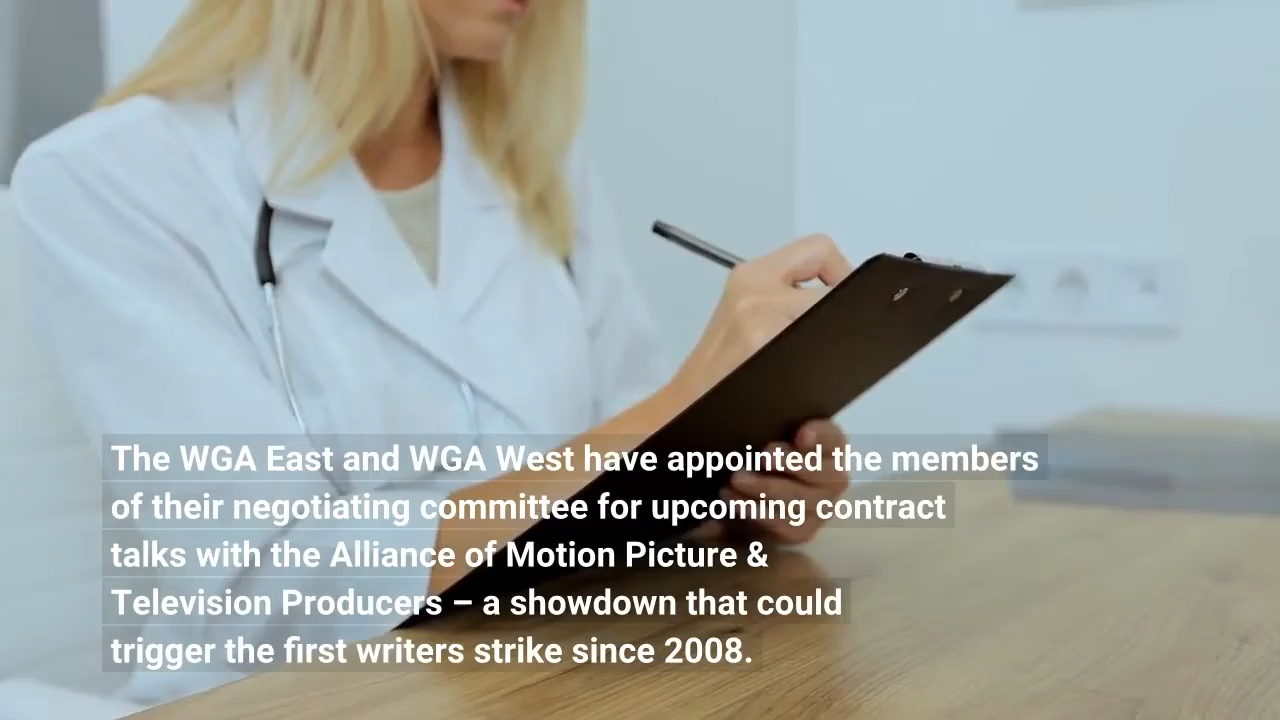 The WGA East and WGA West have appointed the members
of their negotiating committee for upcoming contract
talks with the Alliance of Motion Picture &
Television Producers – a showdown that could
trigger the first writers strike since 2008.